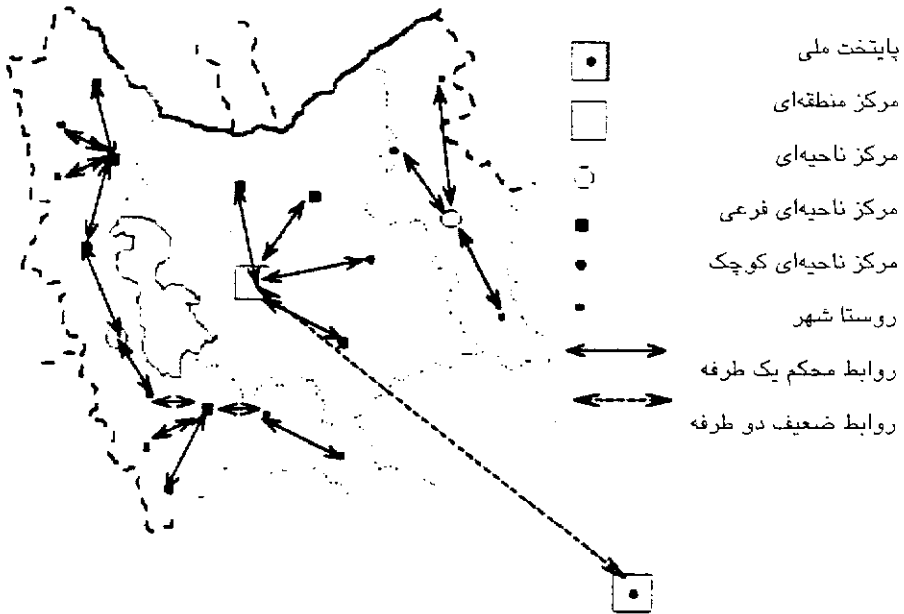 پایتخت ملی
مرکز منطقه‌ای
مرکز ناحیه‌ای
مرکز ناحیه‌ای فرعی
مرکز ناحیه‌ای کوچک
روستا شهر
روابط محکم یک طرفه
روابط ضعیف دو طرفه